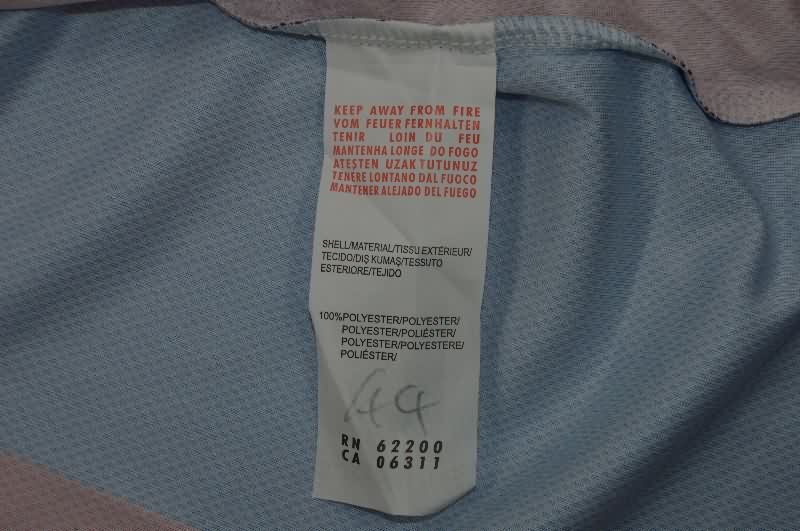 KEEP AWAY FROM FIRE
VOM FEUER FERNHALTEN
TENIR LOIN DU FEU
MANTENHA LONGE DO FOGO
ATEŞTEN UZAK TUTUNUZ
TENERE LONTANO DAL FUOCO
MANTENER ALEJADO DEL FUEGO
SHELL/MATERIAL/TISSU EXTÉRIEUR/
TECIDO/DIŞ KUMAŞ/TESSUTO
ESTERIORE/TEJIDO
100%POLYESTER/POLYESTER/
POLYESTER/POLIÉSTER/
POLYESTER/POLYESTERE/
POLIÉSTER/
RN 62200
CA 06311